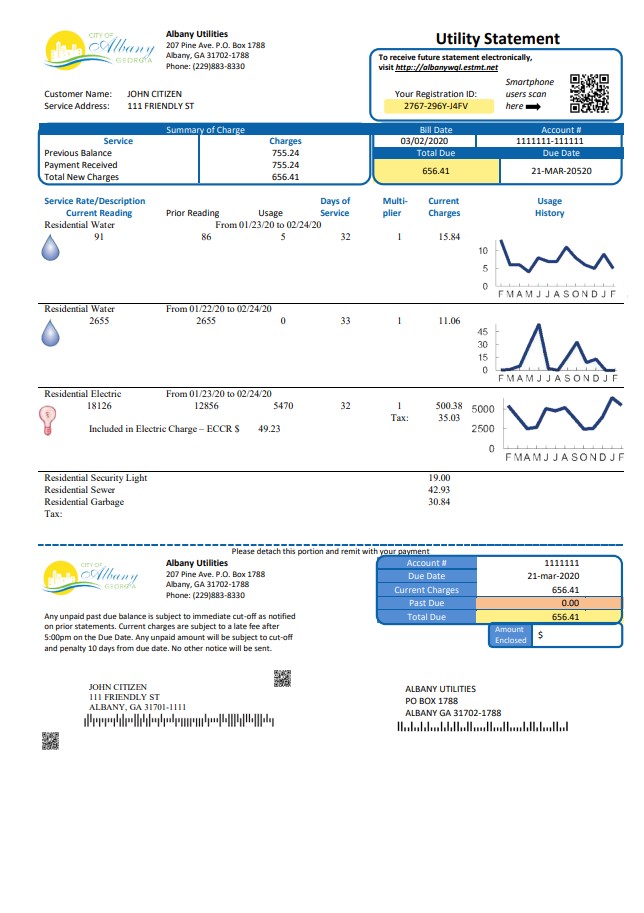 CITY OF
Albany
GEORGIA
Albany Utilities
207 Pine Ave. P.O. Box 1788
Albany, GA 31702-1788
Phone: (229)883-8330
Utility Statement
To receive future statement electronically,
visit http:://albanywql.estmt.net
Your Registration ID:
2767-296Y-J4FV
Smartphone
users scan
here
Customer Name: JOHN CITIZEN
Service Address: 111 FRIENDLY ST
Summary of Charge
Service Charges
Previous Balance 755.24
Payment Received 755.24
Total New Charges 656.41
Bill Date Account #
03/02/2020 1111111-111111
Total Due Due Date
656.41 21-MAR-20520
Service Rate/Description Days of Multi- Current Usage
Current Reading Prior Reading Usage Service plier Charges History
Residential Water From 01/23/20 to 02/24/20
91 86 5 32 1 15.84
10
5
0
F M A M J J A S O N D J F
Residential Water From 01/22/20 to 02/24/20
2655 2655 0 33 1 11.06
45
30
15
0
F M A M J J A S O N D J F
Residential Electric From 01/23/20 to 02/24/20
18126 12856 5470 32 1 500.38
Tax: 35.03
Included in Electric Charge – ECCR $ 49.23
5000
2500
0
F M A M J J A S O N D J F
Residential Security Light 19.00
Residential Sewer 42.93
Residential Garbage 30.84
Tax:
Please detach this portion and remit with your payment
CITY OF
Albany
GEORGIA
Albany Utilities
207 Pine Ave. P.O. Box 1788
Albany, GA 31702-1788
Phone: (229)883-8330
Account # 1111111
Due Date 21-mar-2020
Current Charges 656.41
Past Due 0.00
Total Due 656.41
Amount
Enclosed $
Any unpaid past due balance is subject to immediate cut-off as notified
on prior statements. Current charges are subject to a late fee after
5:00pm on the Due Date. Any unpaid amount will be subject to cut-off
and penalty 10 days from due date. No other notice will be sent.
JOHN CITIZEN
111 FRIENDLY ST
ALBANY, GA 31701-1111
ALBANY UTILITIES
PO BOX 1788
ALBANY GA 31702-1788